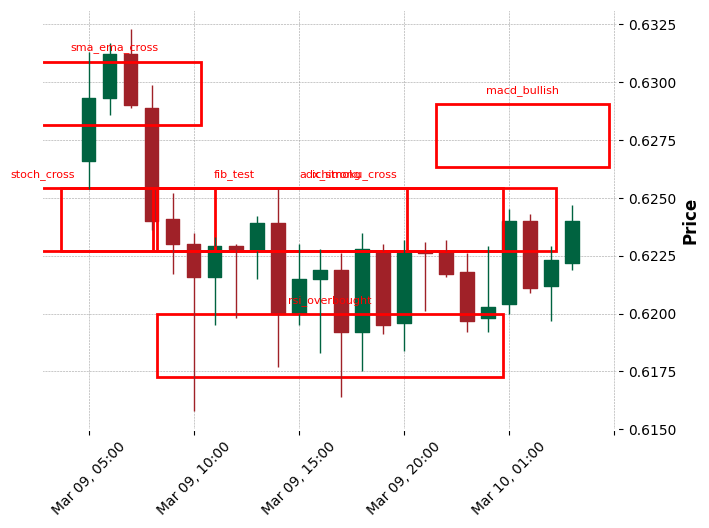 sma_ema_cross
macd_bullish
stoch_cross
fib_test
ichimoku_cross
rsi_overbought
0.6325
0.6300
0.6275
0.6250
0.6225
0.6200
0.6175
0.6150
Price
Mar 09, 05:00
Mar 09, 10:00
Mar 09, 15:00
Mar 09, 20:00
Mar 10, 01:00